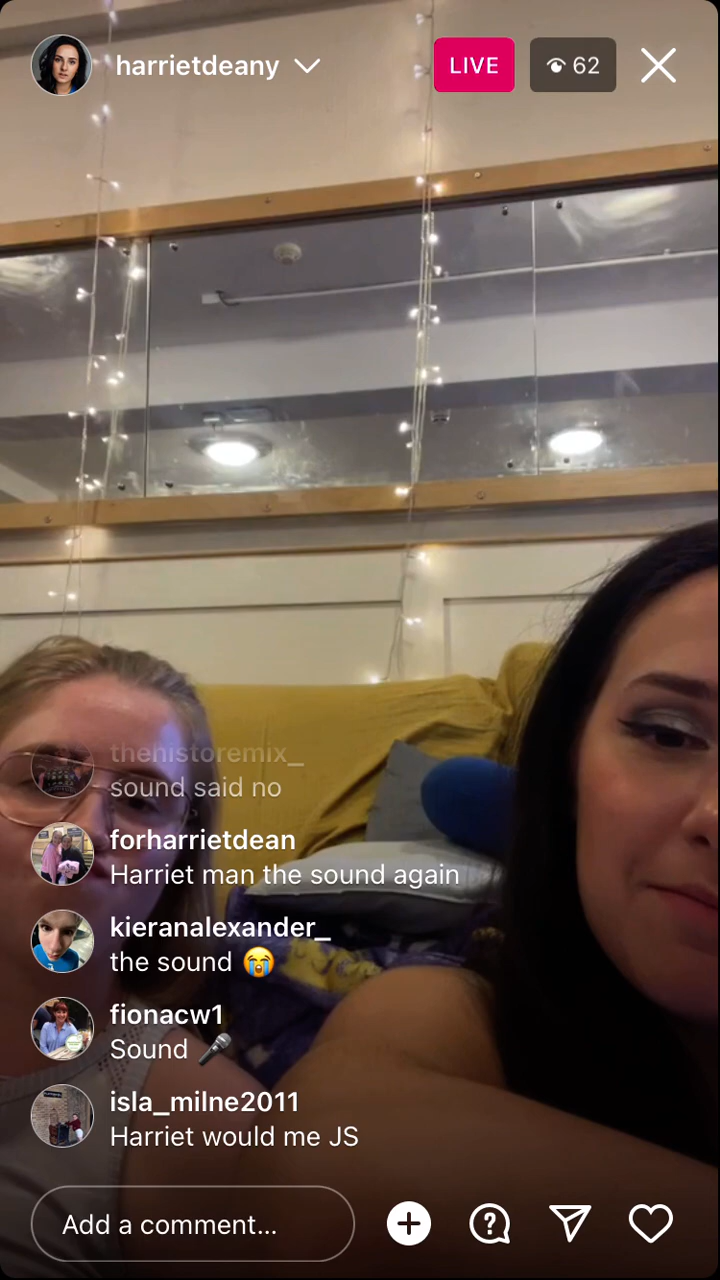 harrietdeany
LIVE
62
thehistoremix_
sound said no
forharrietdean
Harriet man the sound again
kieranalexander_
the sound 😭
fionacw1
Sound 🎤
isla_milne2011
Harriet would me JS
Add a comment...